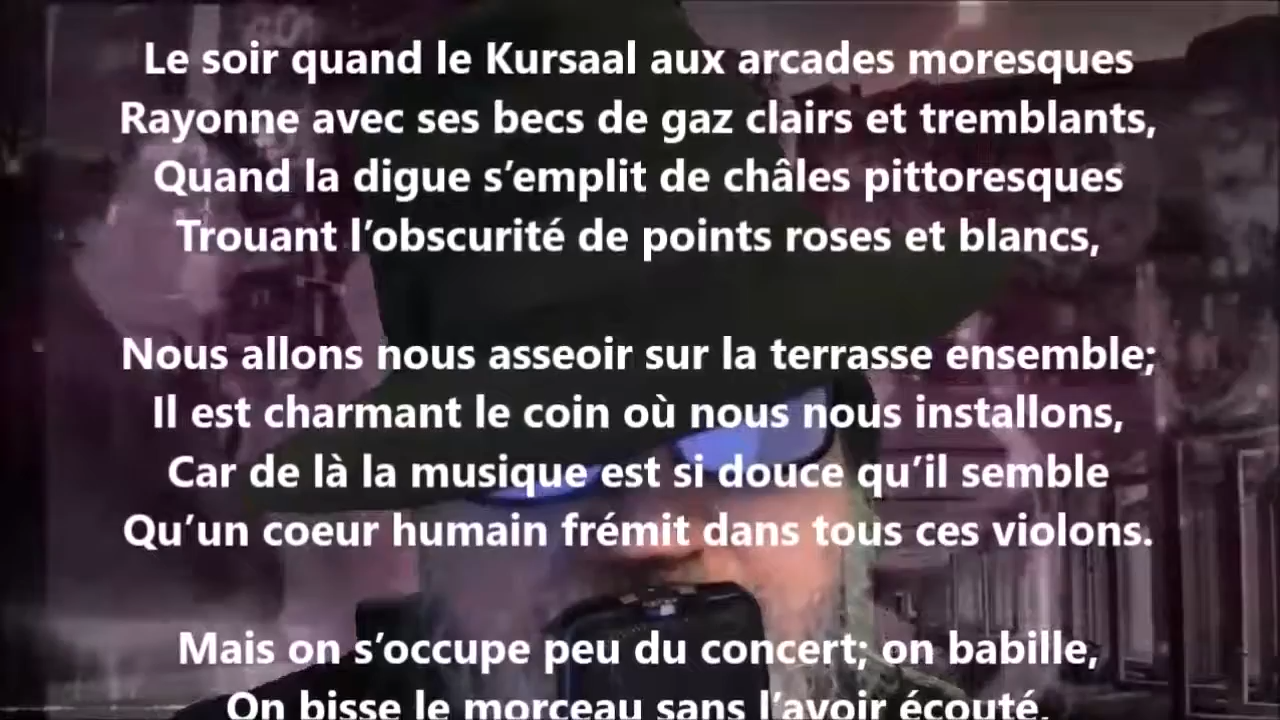 Le soir quand le Kursaal aux arcades moresques
Rayonne avec ses becs de gaz clairs et tremblants,
Quand la digue s’emplit de châles pittoresques
Trouant l’obscurité de points roses et blancs,
Nous allons nous asseoir sur la terrasse ensemble;
Il est charmant le coin où nous nous installons,
Car de là la musique est si douce qu’il semble
Qu’un coeur humain frémit dans tous ces violons.
Mais on s’occupe peu du concert; on babille,
On bisse le morceau sans l’avoir écouté,